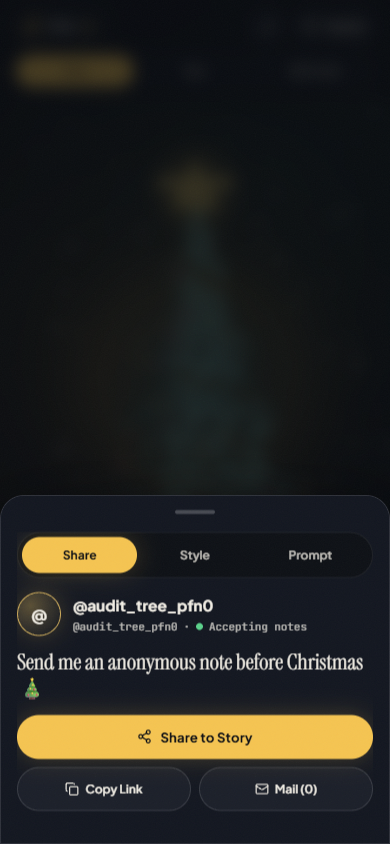 Share
Style
Prompt
@
@audit_tree_pfn0
@audit_tree_pfn0 · Accepting notes
Send me an anonymous note before Christmas
🎄
Share to Story
Copy Link
Mail (0)